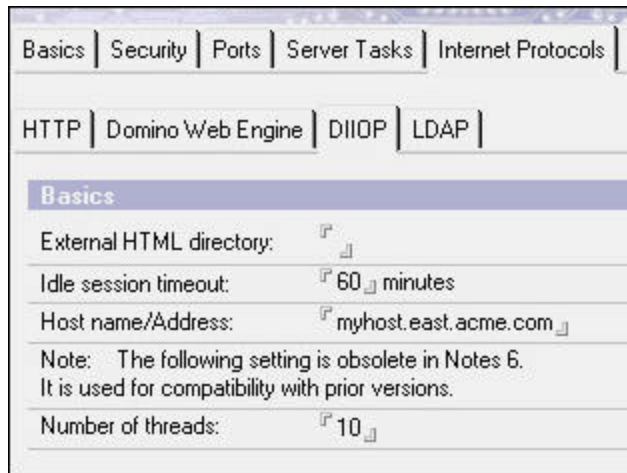 Basics Security Ports Server Tasks Internet Protocols
HTTP Domino Web Engine DIIOP LDAP
Basics
External HTML directory:
Idle session timeout: 60 minutes
Host name/Address: myhost.east.acme.com
Note: The following setting is obsolete in Notes 6.
It is used for compatibility with prior versions.
Number of threads: 10